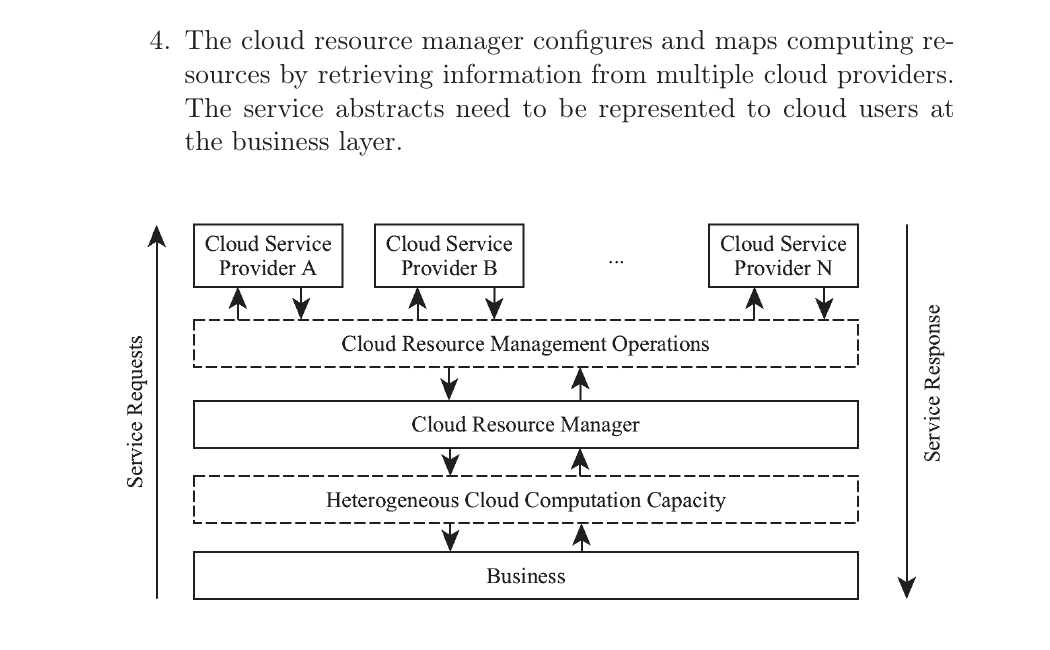 4. The cloud resource manager configures and maps computing re-
sources by retrieving information from multiple cloud providers.
The service abstracts need to be represented to cloud users at
the business layer.
Service Requests
Cloud Service
Provider A
Cloud Service
Provider B
...
Cloud Service
Provider N
Cloud Resource Management Operations
Cloud Resource Manager
Heterogeneous Cloud Computation Capacity
Business
Service Response